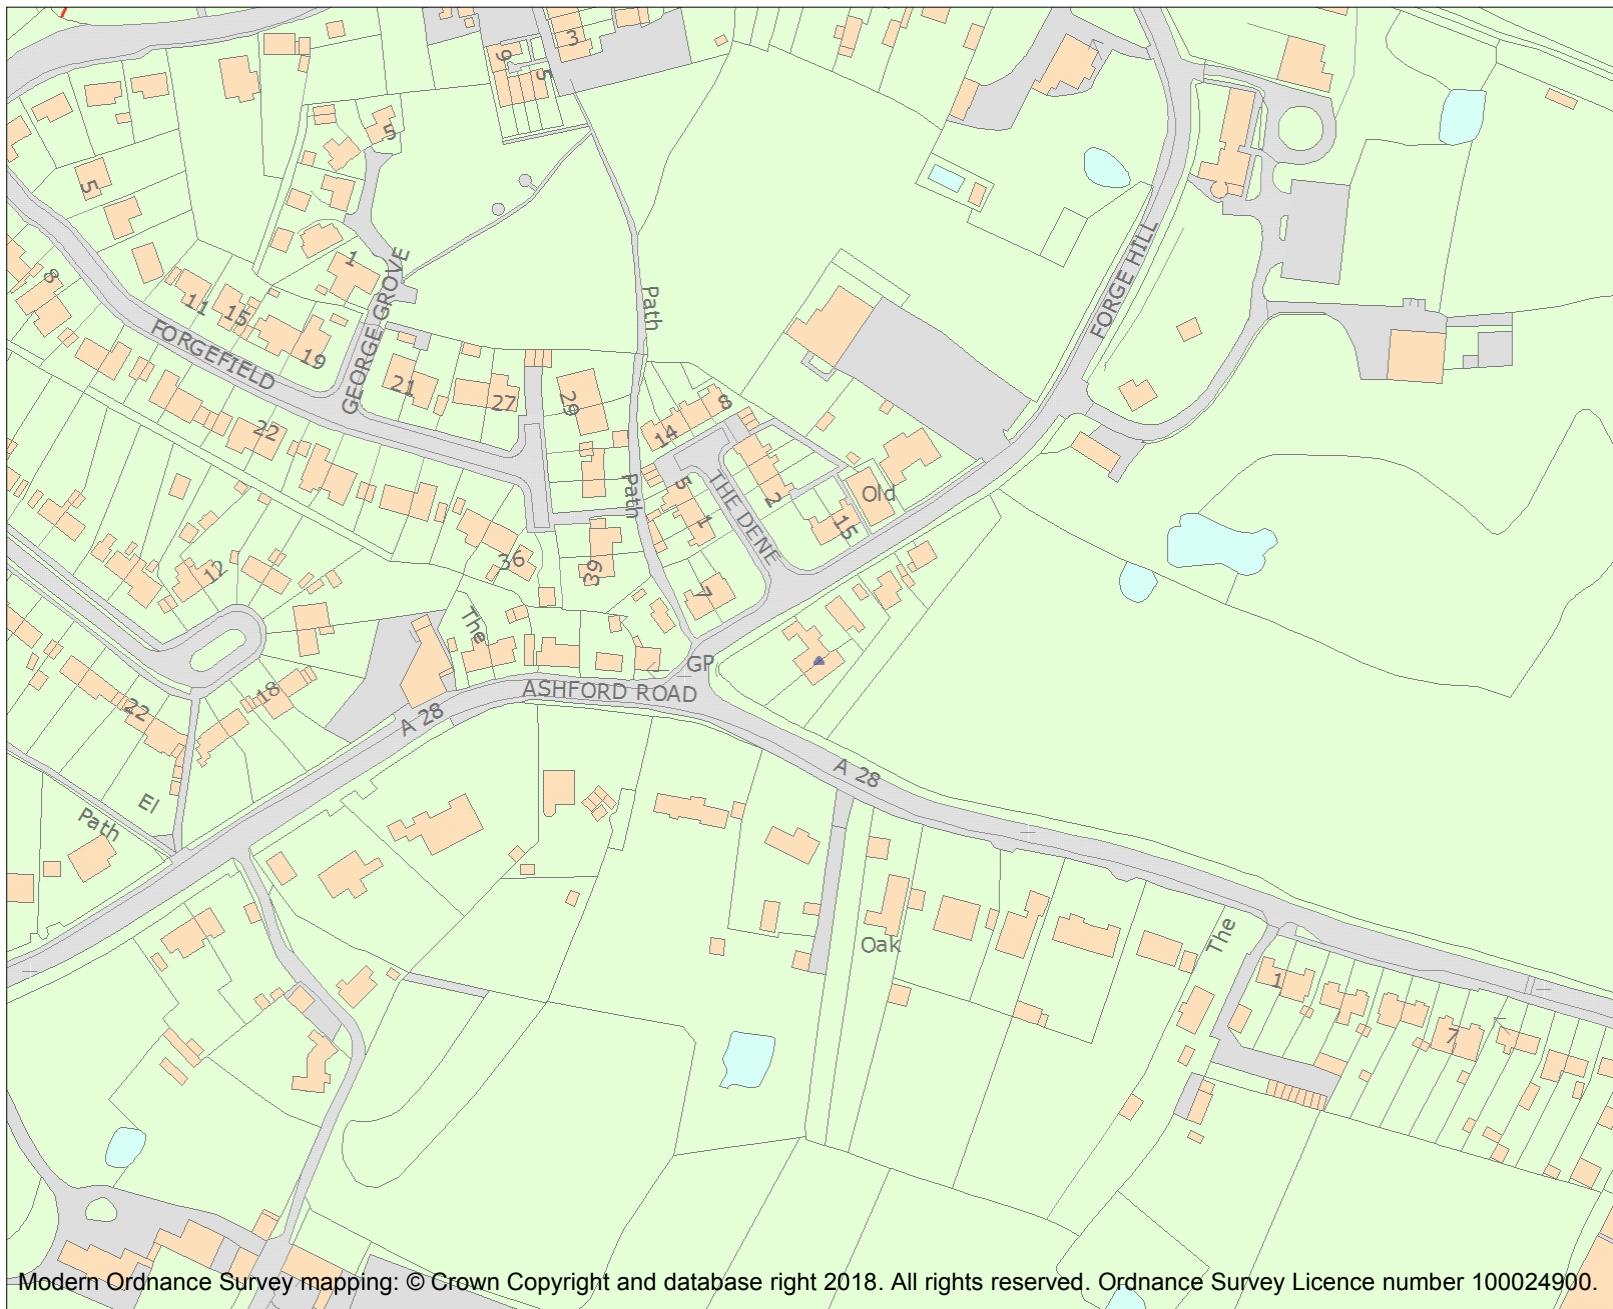 3
9
5
5
5
8
1
11
15
19
FORGEFIELD
GEORGE GROVE
Path
FORGE HILL
21
27
29
22
14
8
Path
5
1
THE DENE
2
Old
15
36
39
7
12
The
GP
ASHFORD ROAD
18
22
A 28
A 28
El
Path
Oak
The
1
7
Modern Ordnance Survey mapping: © Crown Copyright and database right 2018. All rights reserved. Ordnance Survey Licence number 100024900.